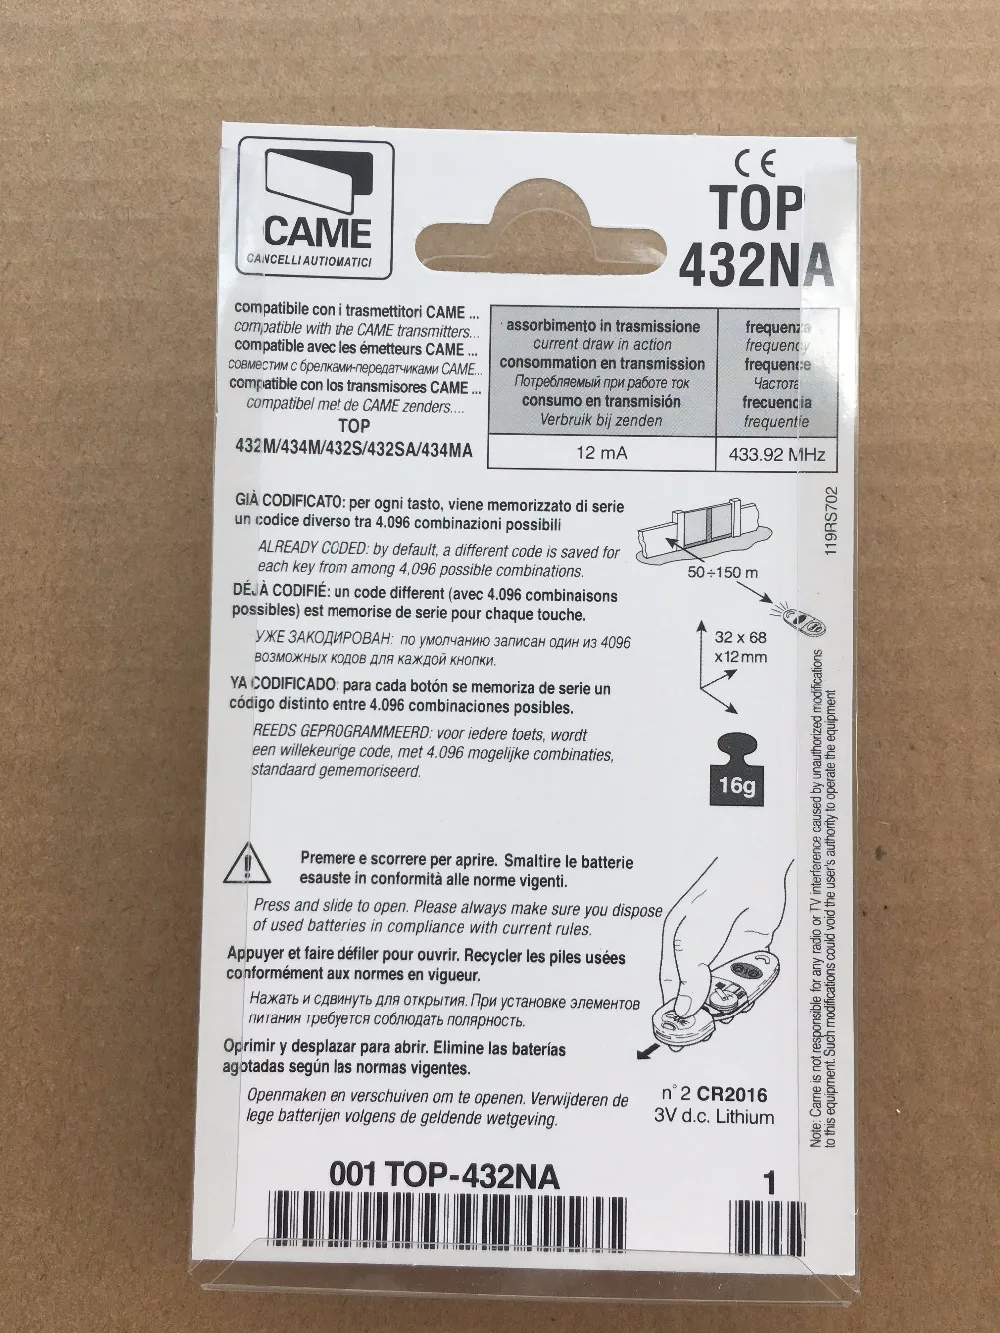 CAME
CANCELLI AUTOMATICI
CE
TOP
432NA
compatibile con i trasmettitori CAME ...
compatible with the CAME transmitters...
compatible avec les émetteurs CAME ...
совместим с брелками-передатчиками CAME...
compatible con los transmisores CAME ...
compatibel met de CAME zenders....
TOP
432M/434M/432S/432SA/434MA
assorbimento in trasmissione
current draw in action
consommation en transmission
Потребляемый при работе ток
consumo en transmisión
Verbruik bij zenden
12 mA
frequenza
frequency
frequence
Частота
frecuencia
frequentie
433.92 MHz
119RS702
GIÀ CODIFICATO: per ogni tasto, viene memorizzato di serie
un codice diverso tra 4.096 combinazioni possibili
ALREADY CODED: by default, a different code is saved for
each key from among 4,096 possible combinations.
DÉJÀ CODIFIÉ: un code different (avec 4.096 combinaisons
possibles) est memorise de serie pour chaque touche.
УЖЕ ЗАКОДИРОВАН: по умолчанию записан один из 4096
возможных кодов для каждой кнопки.
YA CODIFICADO: para cada botón se memoriza de serie un
código distinto entre 4.096 combinaciones posibles.
REEDS GEPROGRAMMEERD: voor iedere toets, wordt
een willekeurige code, met 4.096 mogelijke combinaties,
standaard gememoriseerd.
50÷150 m
32 x 68
x12mm
16g
Premere e scorrere per aprire. Smaltire le batterie
esauste in conformità alle norme vigenti.
Press and slide to open. Please always make sure you dispose
of used batteries in compliance with current rules.
Appuyer et faire défiler pour ouvrir. Recycler les piles usées
conformément aux normes en vigueur.
Нажать и сдвинуть для открытия. При установке элементов
питания требуется соблюдать полярность.
Oprimir y desplazar para abrir. Elimine las baterías
agotadas según las normas vigentes.
Openmaken en verschuiven om te openen. Verwijderen de
lege batterijen volgens de geldende wetgeving.
n° 2 CR2016
3V d.c. Lithium
Note: Came is not responsible for any radio or TV interference caused by unauthorized modifications
to this equipment. Such modifications could void the user's authority to operate the equipment
001 TOP-432NA
1